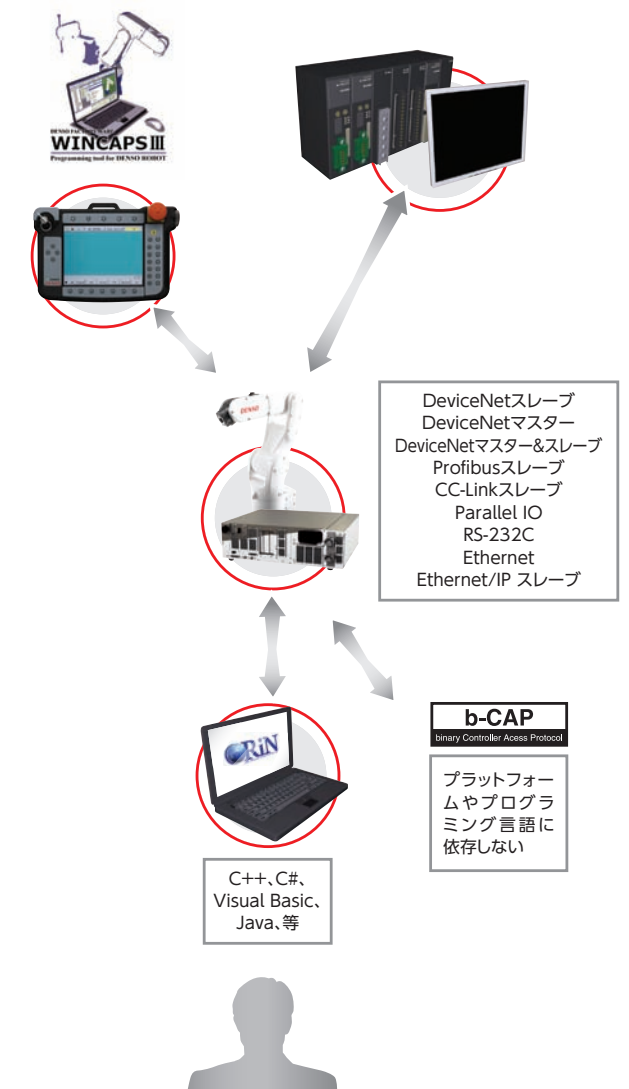 DENSO FACTORY WARE
WINCAPS III
Programming tool for DENSO ROBOT
DENSO
DeviceNetスレーブ
DeviceNetマスター
DeviceNetマスター&スレーブ
Profibusスレーブ
CC-Linkスレーブ
Parallel IO
RS-232C
Ethernet
Ethernet/IP スレーブ
ORiN
b-CAP
binary Controller Acess Protocol
プラットフォー
ムやプログラ
ミング言語に
依存しない
C++、C#、
Visual Basic、
Java、等